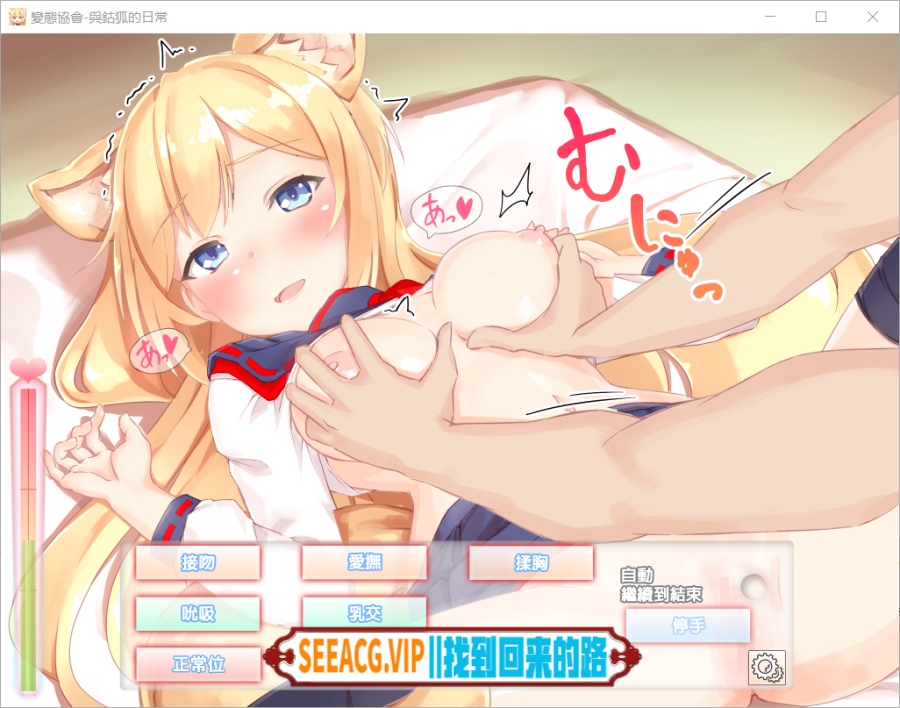 變態協會-與鈷狐的日常
むにゅっ
あっ
あっ
接吻
愛撫
揉胸
自動
繼續到結束
吮吸
乳交
停手
正常位
SEEACG.VIP||找到回来的路